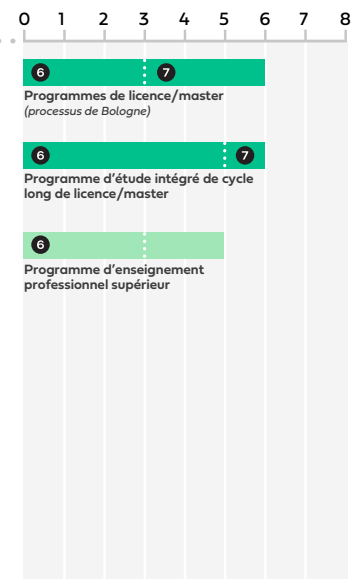 0 1 2 3 4 5 6 7 8
6 7
Programmes de licence/master
(processus de Bologne)
6 7
Programme d'étude intégré de cycle
long de licence/master
6
Programme d'enseignement
professionnel supérieur